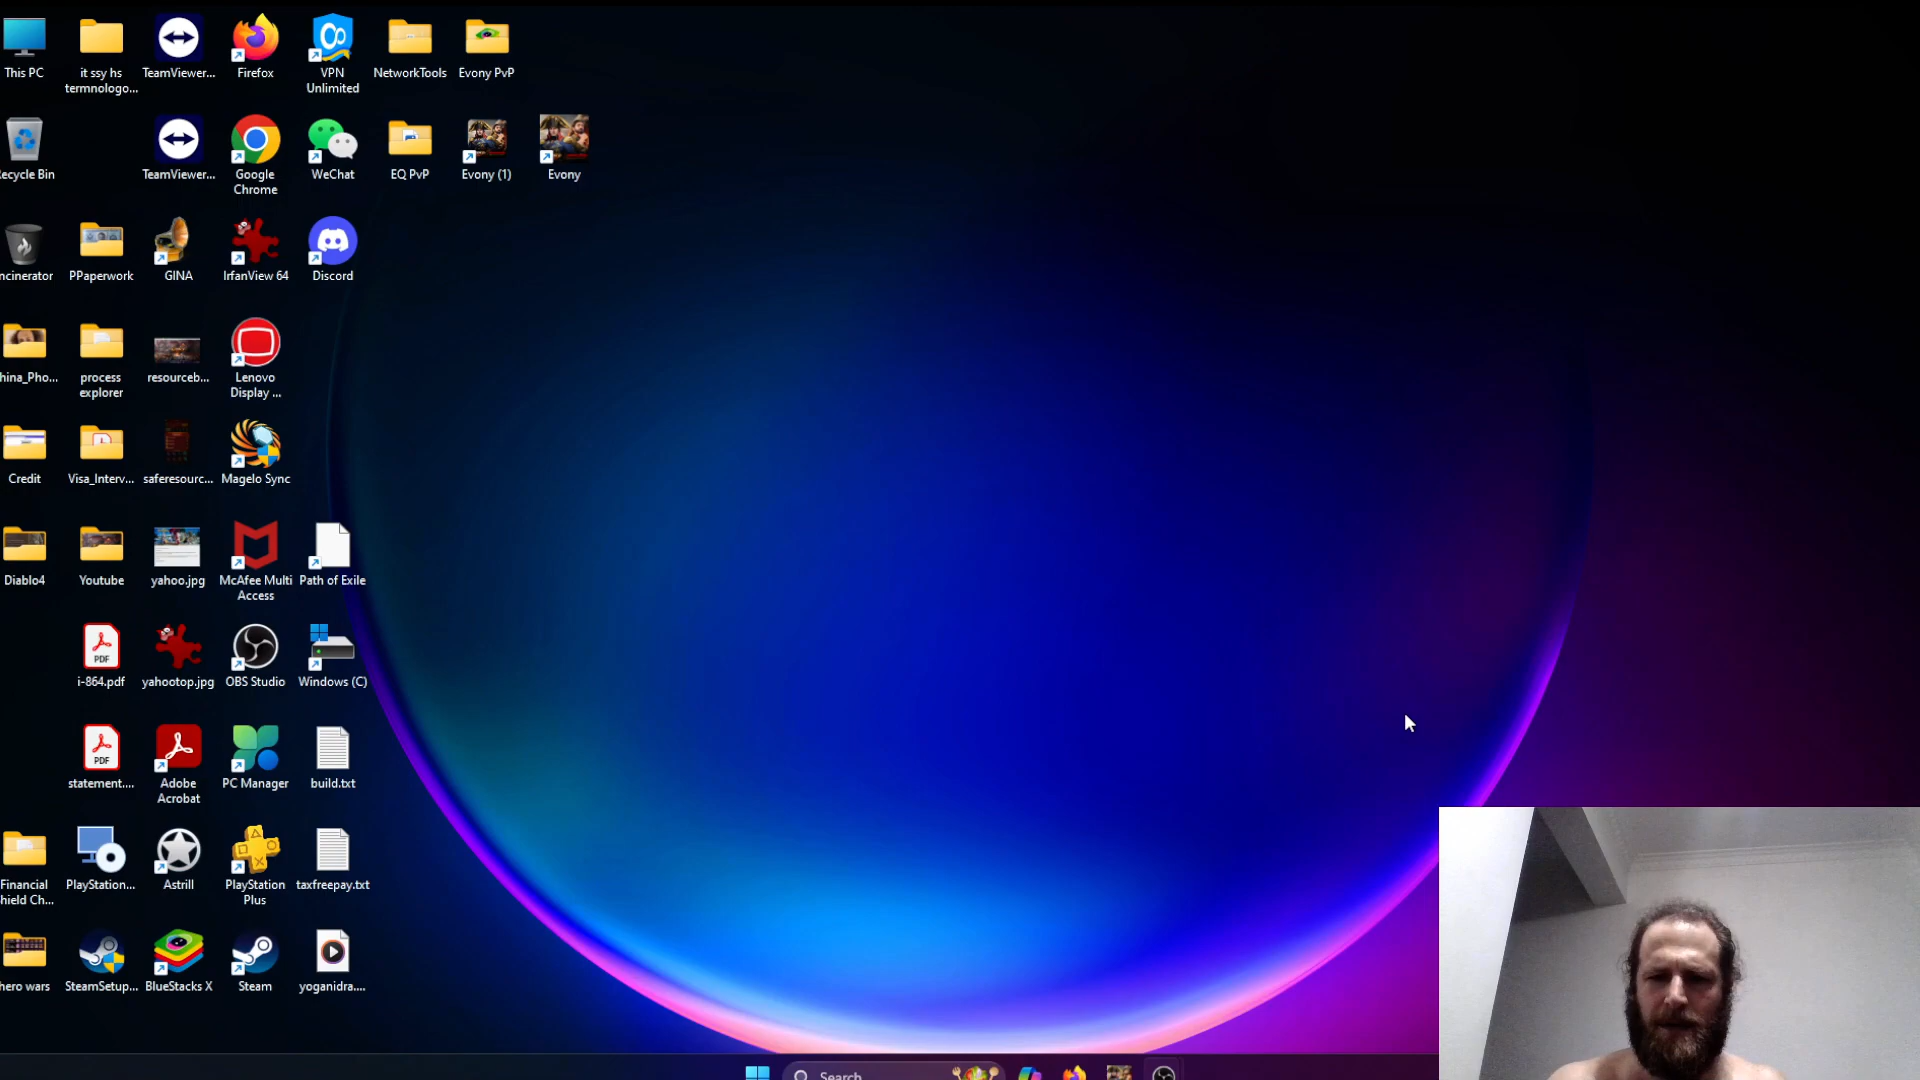 This PC
it ssy hs
termnologo...
TeamViewer...
Firefox
VPN
Unlimited
NetworkTools
Evony PvP
ecycle Bin
TeamViewer...
Google
Chrome
WeChat
EQ PvP
Evony (1)
Evony
ncinerator
PPaperwork
GINA
IrfanView 64
Discord
hina_Pho...
process
explorer
resourceb...
Lenovo
Display ...
Credit
Visa_Interv...
saferesourc...
Magelo Sync
Diablo4
Youtube
yahoo.jpg
McAfee Multi
Access
Path of Exile
PDF
i-864.pdf
yahootop.jpg
OBS Studio
Windows (C)
PDF
statement....
Adobe
Acrobat
PC Manager
build.txt
Financial
hield Ch...
PlayStation...
Astrill
PlayStation
Plus
taxfreepay.txt
hero wars
SteamSetup...
BlueStacks X
Steam
yoganidra....
Search